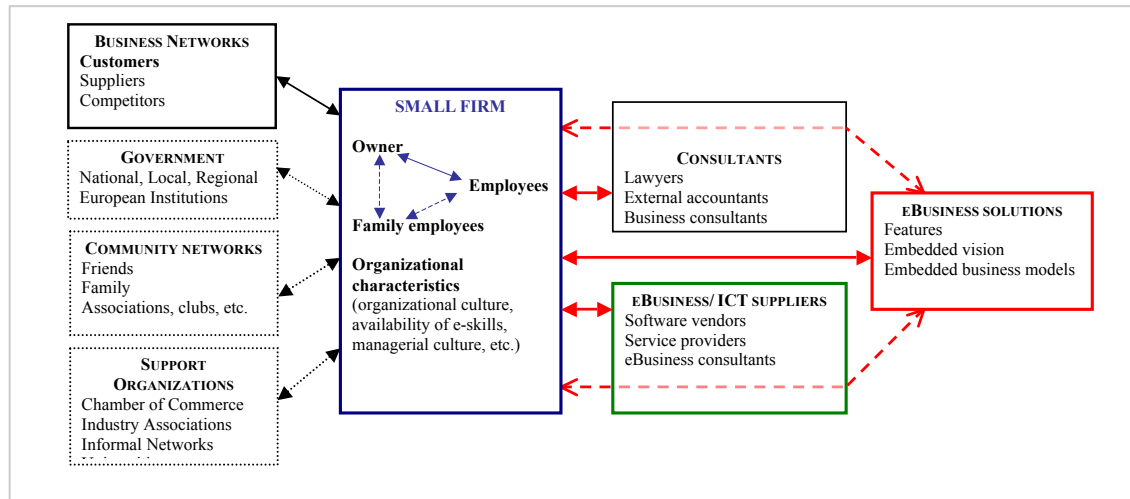 BUSINESS NETWORKS
Customers
Suppliers
Competitors
GOVERNMENT
National, Local, Regional
European Institutions
COMMUNITY NETWORKS
Friends
Family
Associations, clubs, etc.
SUPPORT
ORGANIZATIONS
Chamber of Commerce
Industry Associations
Informal Networks
SMALL FIRM
Owner
Employees
Family employees
Organizational
characteristics
(organizational culture,
availability of e-skills,
managerial culture, etc.)
CONSULTANTS
Lawyers
External accountants
Business consultants
EBUSINESS/ ICT SUPPLIERS
Software vendors
Service providers
eBusiness consultants
EBUSINESS SOLUTIONS
Features
Embedded vision
Embedded business models